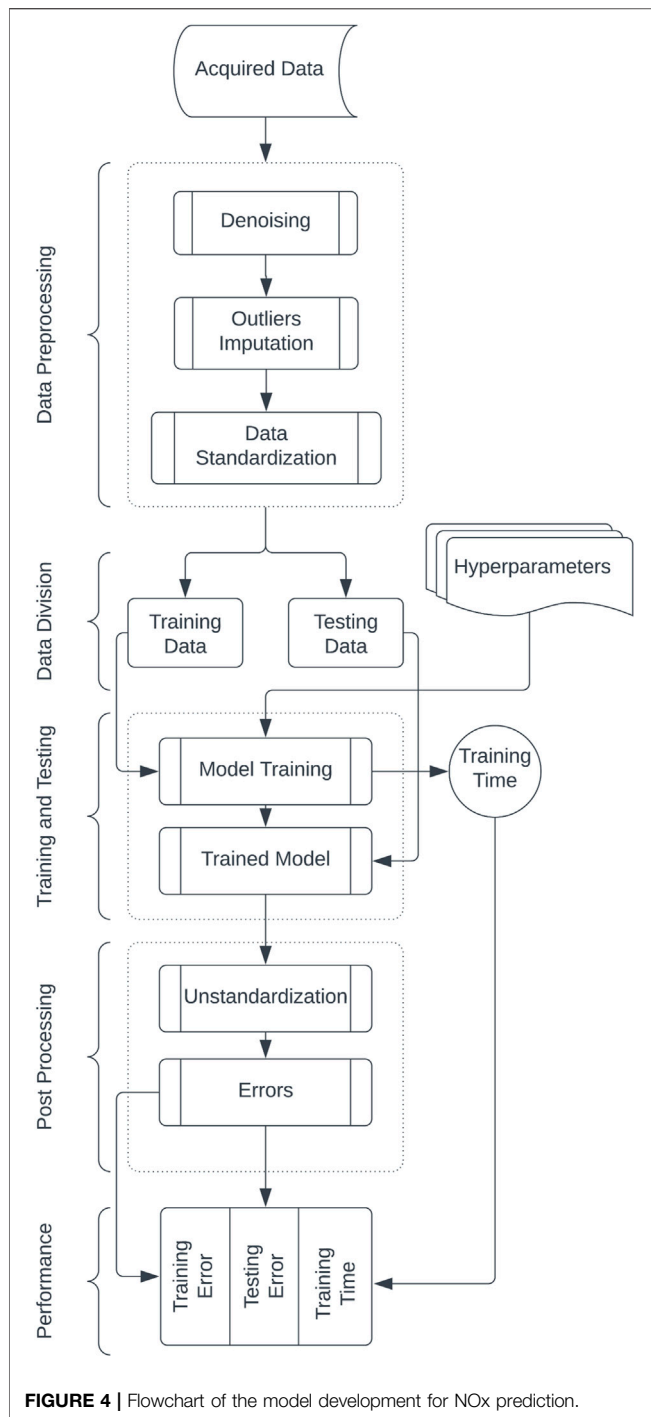 Acquired Data
Data Preprocessing
Denoising
Outliers
Imputation
Data
Standardization
Data Division
Training
Data
Testing
Data
Hyperparameters
Training and Testing
Model Training
Training
Time
Trained Model
Post Processing
Unstandardization
Errors
Performance
Training
Error
Testing
Error
Training
Time
FIGURE 4 | Flowchart of the model development for NOx prediction.